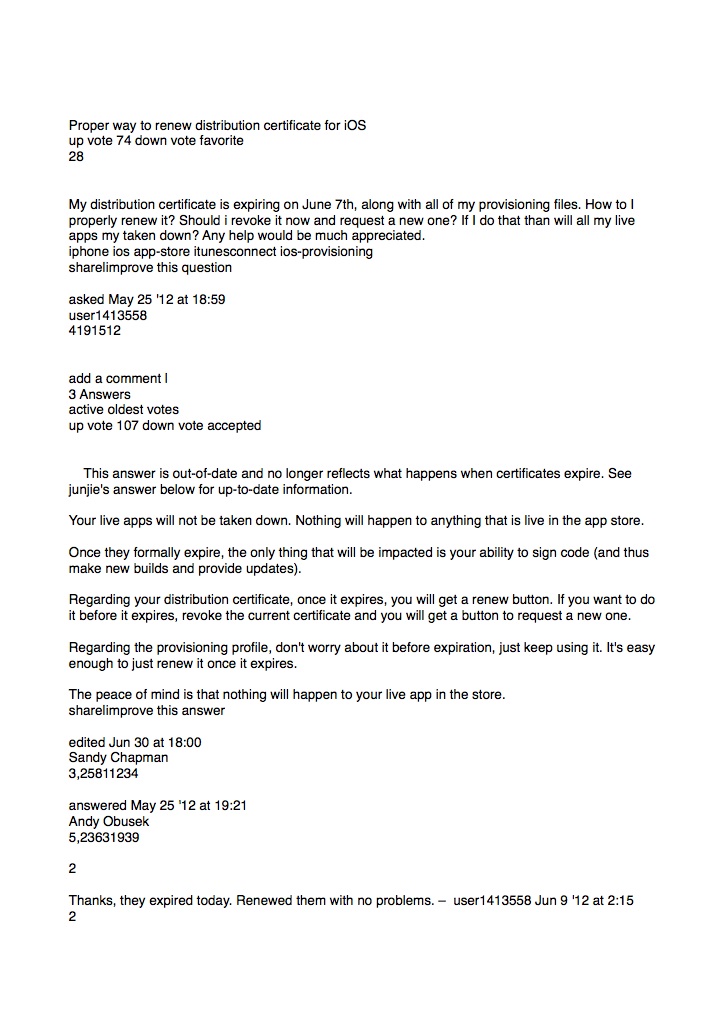 Proper way to renew distribution certificate for iOS
up vote 74 down vote favorite
28
My distribution certificate is expiring on June 7th, along with all of my provisioning files. How to I
properly renew it? Should i revoke it now and request a new one? If I do that than will all my live
apps my taken down? Any help would be much appreciated.
iphone ios app-store itunesconnect ios-provisioning
share|improve this question
asked May 25 '12 at 18:59
user1413558
4191512
add a comment |
3 Answers
active oldest votes
up vote 107 down vote accepted
This answer is out-of-date and no longer reflects what happens when certificates expire. See
junjie's answer below for up-to-date information.
Your live apps will not be taken down. Nothing will happen to anything that is live in the app store.
Once they formally expire, the only thing that will be impacted is your ability to sign code (and thus
make new builds and provide updates).
Regarding your distribution certificate, once it expires, you will get a renew button. If you want to do
it before it expires, revoke the current certificate and you will get a button to request a new one.
Regarding the provisioning profile, don't worry about it before expiration, just keep using it. It's easy
enough to just renew it once it expires.
The peace of mind is that nothing will happen to your live app in the store.
share|improve this answer
edited Jun 30 at 18:00
Sandy Chapman
3,25811234
answered May 25 '12 at 19:21
Andy Obusek
5,23631939
2
Thanks, they expired today. Renewed them with no problems. – user1413558 Jun 9 '12 at 2:15
2